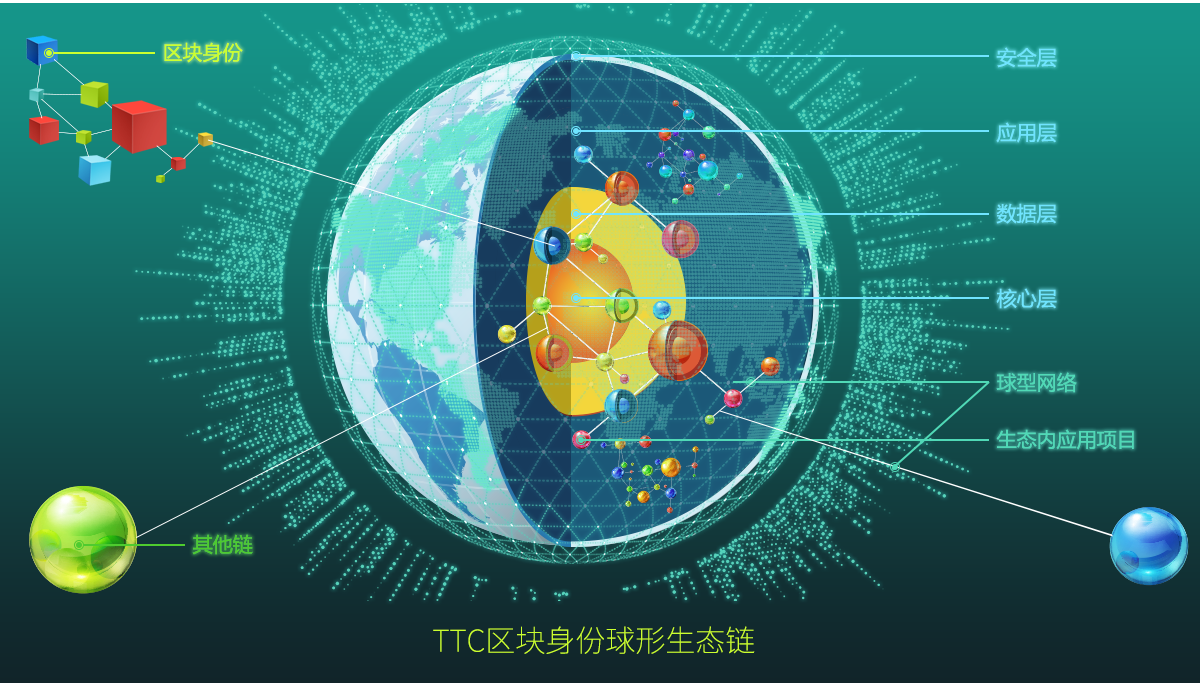 区块身份
安全层
应用层
数据层
核心层
球型网络
生态内应用项目
其他链
TTC区块身份球形生态链